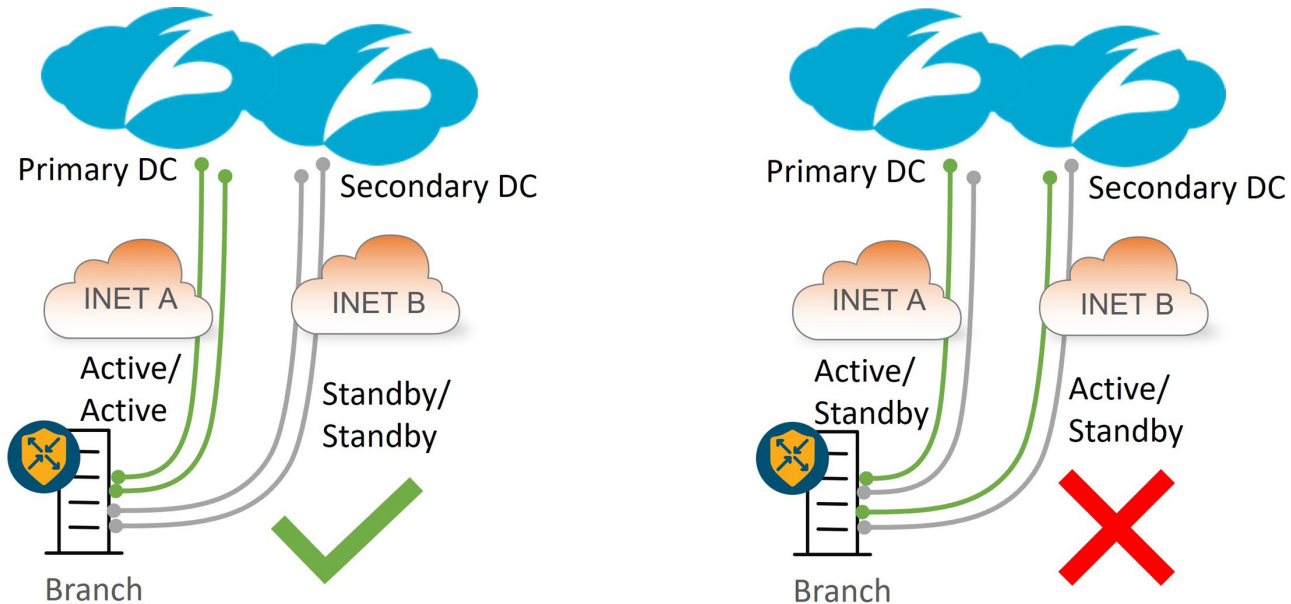 Primary DC
Secondary DC
INET A
INET B
Active/
Active
Standby/
Standby
Branch
Primary DC
Secondary DC
INET A
INET B
Active/
Standby
Active/
Standby
Branch